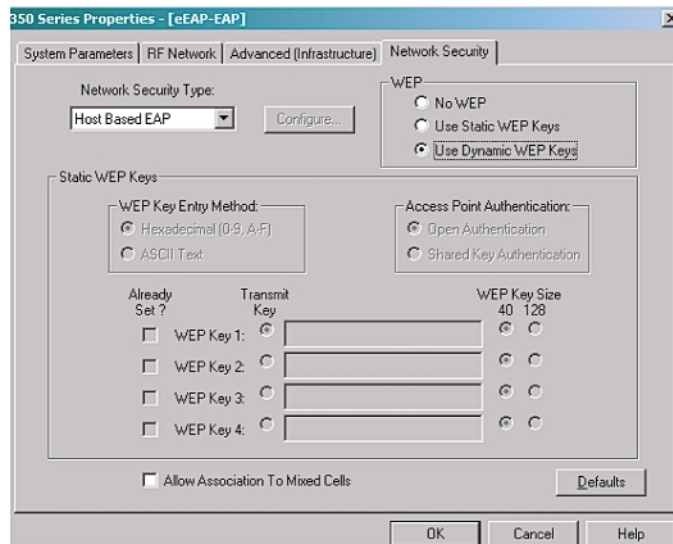 350 Series Properties - [eEAP-EAP]
System Parameters RF Network Advanced (Infrastructure) Network Security
Network Security Type:
Host Based EAP
Configure...
WEP
No WEP
Use Static WEP Keys
Use Dynamic WEP Keys
Static WEP Keys
WEP Key Entry Method:
Hexadecimal (0-9, A-F)
ASCII Text
Access Point Authentication:
Open Authentication
Shared Key Authentication
Already
Set ?
Transmit
Key
WEP Key Size
40 128
WEP Key 1:
WEP Key 2:
WEP Key 3:
WEP Key 4:
Allow Association To Mixed Cells
Defaults
OK Cancel Help